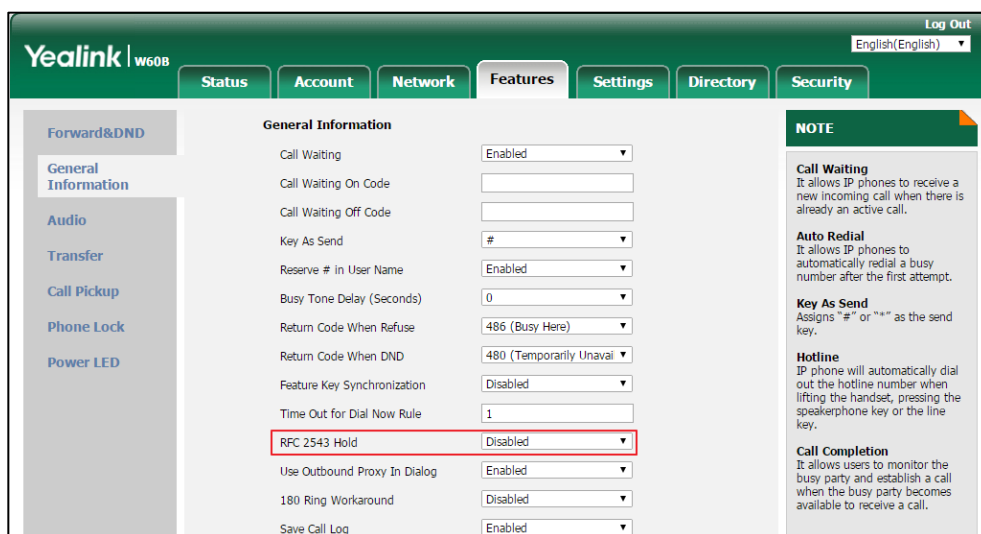 Log Out
Yealink W60B
English(English)
Status Account Network Features Settings Directory Security
Forward&DND
General
Information
Audio
Transfer
Call Pickup
Phone Lock
Power LED
General Information
Call Waiting Enabled
Call Waiting On Code
Call Waiting Off Code
Key As Send #
Reserve # in User Name Enabled
Busy Tone Delay (Seconds) 0
Return Code When Refuse 486 (Busy Here)
Return Code When DND 480 (Temporarily Unavai
Feature Key Synchronization Disabled
Time Out for Dial Now Rule 1
RFC 2543 Hold Disabled
Use Outbound Proxy In Dialog Enabled
180 Ring Workaround Disabled
Save Call Log Enabled
NOTE
Call Waiting
It allows IP phones to receive a
new incoming call when there is
already an active call.
Auto Redial
It allows IP phones to
automatically redial a busy
number after the first attempt.
Key As Send
Assigns "#" or "*" as the send
key.
Hotline
IP phone will automatically dial
out the hotline number when
lifting the handset, pressing the
speakerphone key or the line
key.
Call Completion
It allows users to monitor the
busy party and establish a call
when the busy party becomes
available to receive a call.